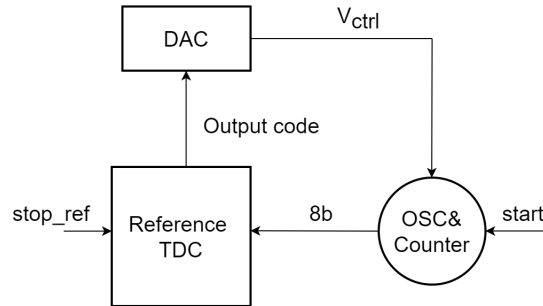 V_ctrl
DAC
Output code
stop_ref
Reference
TDC
8b
OSC&
Counter
start